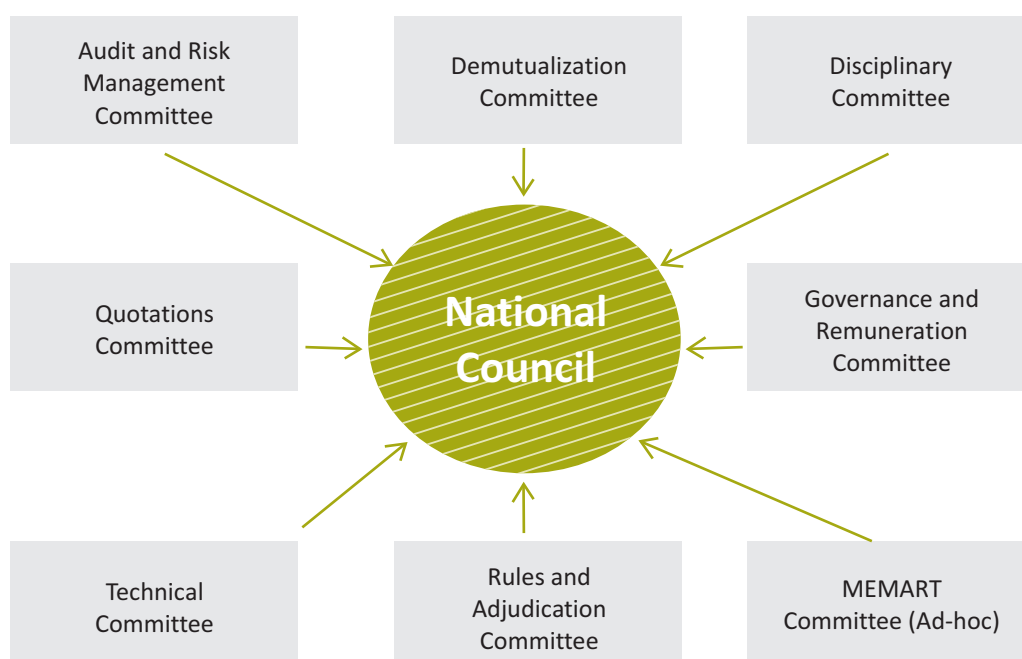 Audit and Risk
Management
Committee
Demutualization
Committee
Disciplinary
Committee
Quotations
Committee
National
Council
Governance and
Remuneration
Committee
Technical
Committee
Rules and
Adjudication
Committee
MEMART
Committee (Ad-hoc)